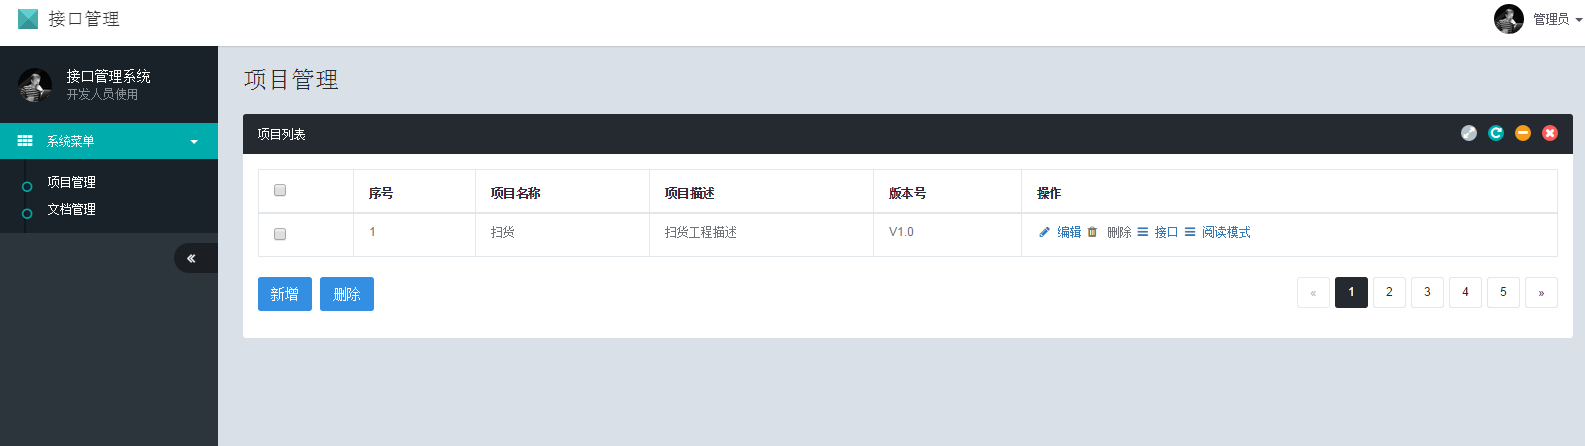 接口管理
管理员
接口管理系统
开发人员使用
系统菜单
项目管理
文档管理
项目管理
项目列表
序号 项目名称 项目描述 版本号 操作
1 扫货 扫货工程描述 V1.0 编辑 删除 接口 阅读模式
新增 删除
« 1 2 3 4 5 »